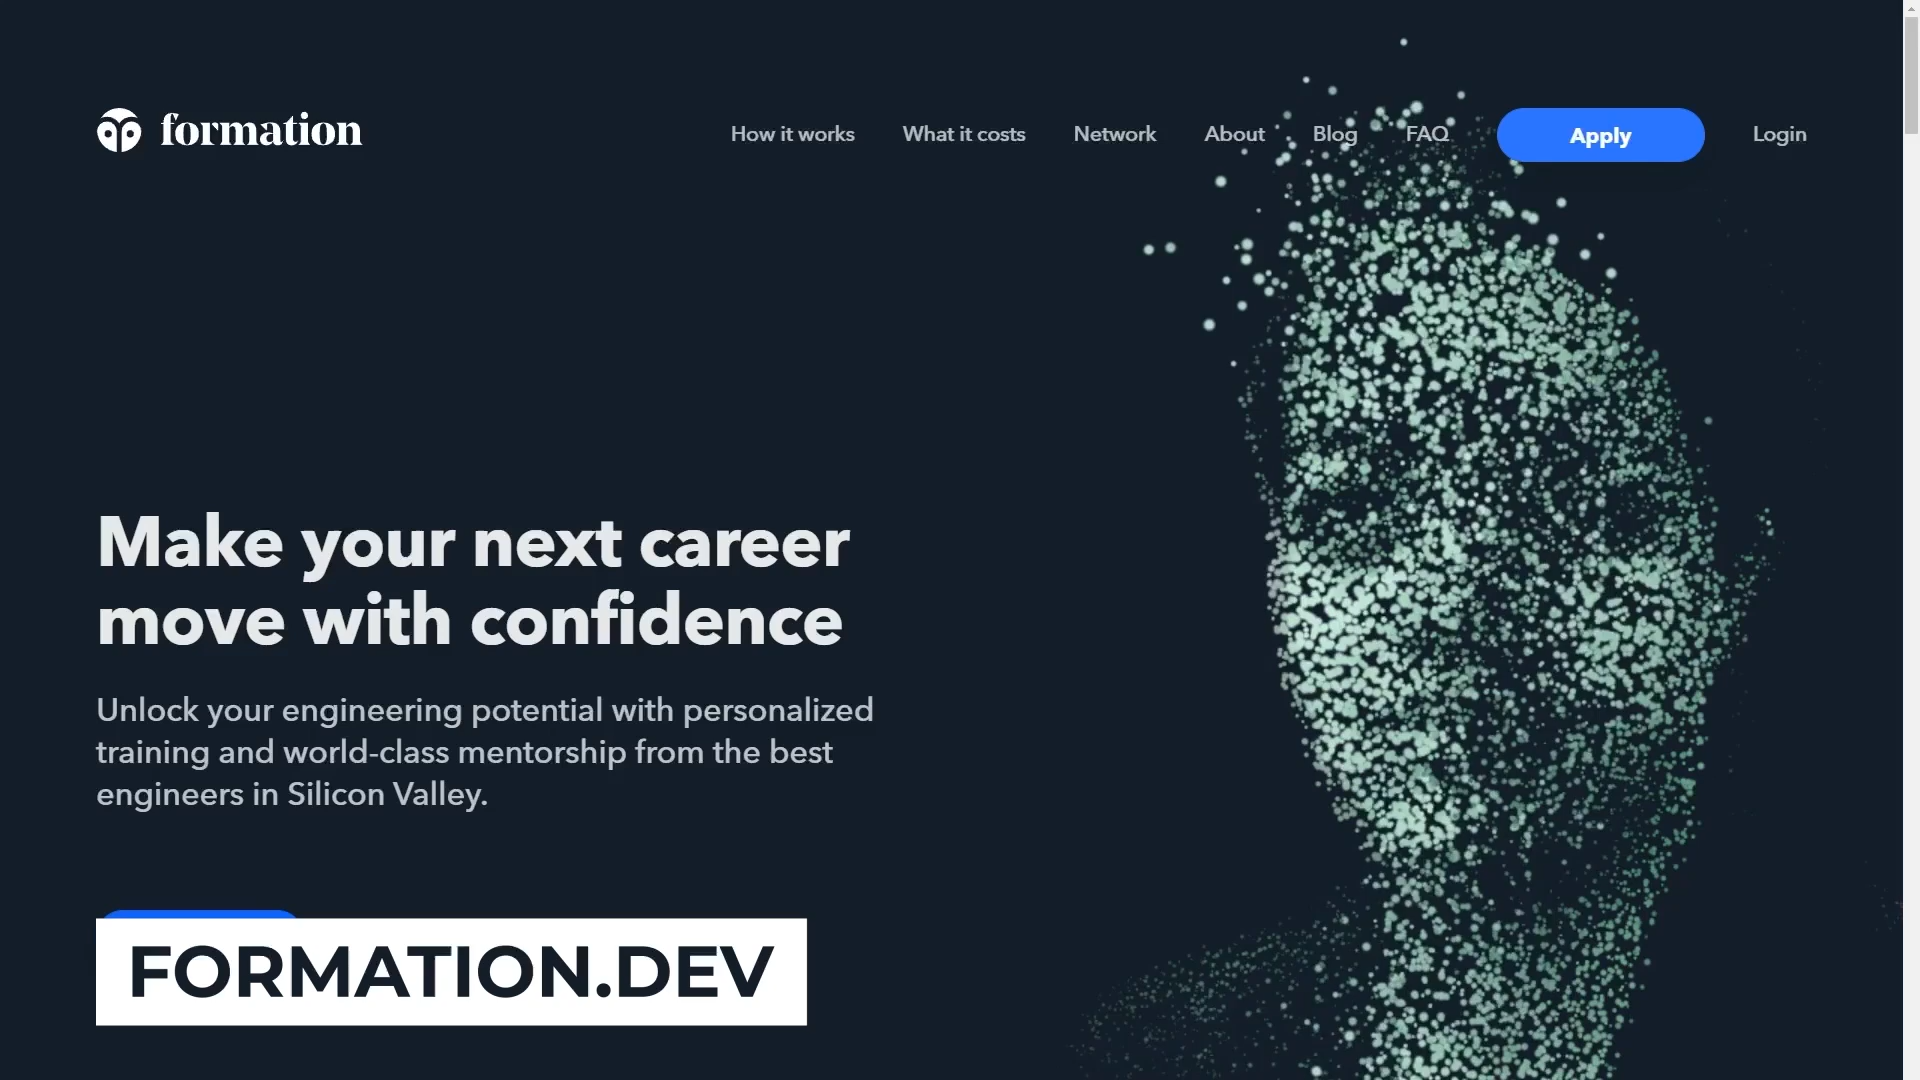 formation
How it works What it costs Network About Blog FAQ Apply Login
Make your next career
move with confidence
Unlock your engineering potential with personalized
training and world-class mentorship from the best
engineers in Silicon Valley.
FORMATION.DEV